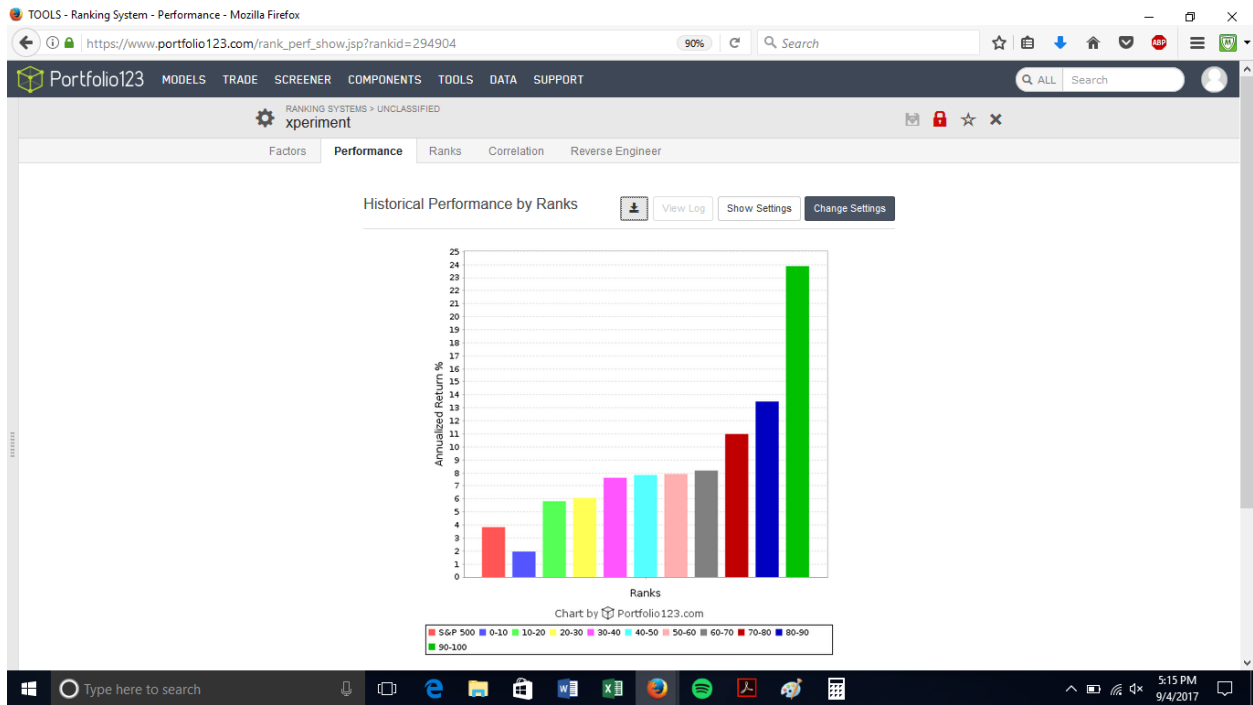 TOOLS - Ranking System - Performance - Mozilla Firefox
https://www.portfolio123.com/rank_perf_show.jsp?rankid=294904 90% Search ABP
Portfolio123 MODELS TRADE SCREENER COMPONENTS TOOLS DATA SUPPORT ALL Search
RANKING SYSTEMS > UNCLASSIFIED
xperiment
Factors Performance Ranks Correlation Reverse Engineer
Historical Performance by Ranks View Log Show Settings Change Settings
25
24
23
22
21
20
19
18
17
16
15
14
13
12
11
10
9
8
7
6
5
4
3
2
1
0
Annualized Return %
Ranks
Chart by Portfolio123.com
S&P 500 0-10 10-20 20-30 30-40 40-50 50-60 60-70 70-80 80-90
90-100
Type here to search
5:15 PM
9/4/2017